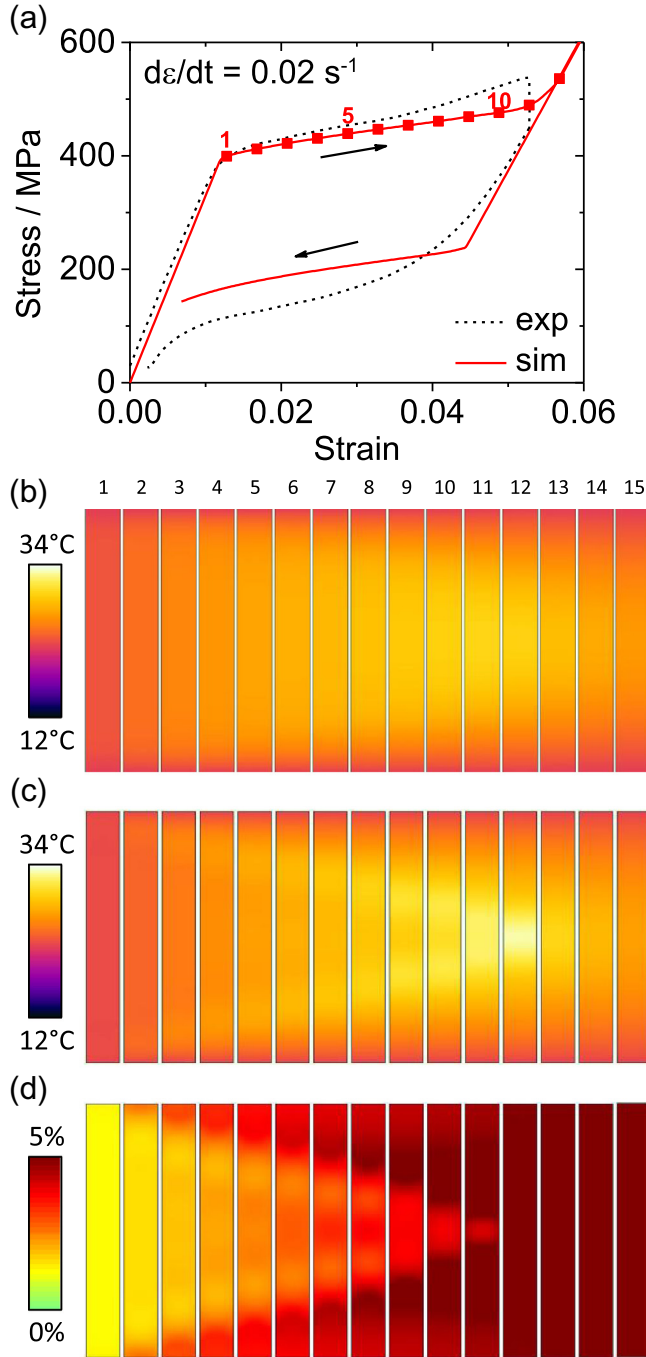 (a)
600
dε/dt = 0.02 s⁻¹
10
5
1
400
Stress / MPa
200
exp
sim
0
0.00 0.02 0.04 0.06
Strain
(b)
1 2 3 4 5 6 7 8 9 10 11 12 13 14 15
34°C
12°C
(c)
34°C
12°C
(d)
5%
0%